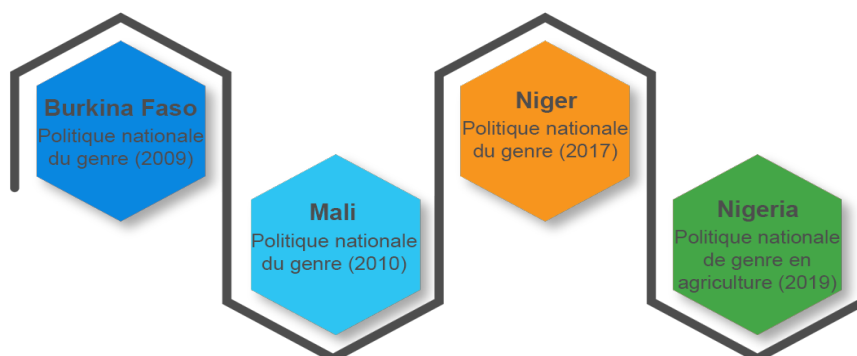 Burkina Faso
Politique nationale
du genre (2009)
Mali
Politique nationale
du genre (2010)
Niger
Politique nationale
du genre (2017)
Nigeria
Politique nationale
de genre en
agriculture (2019)